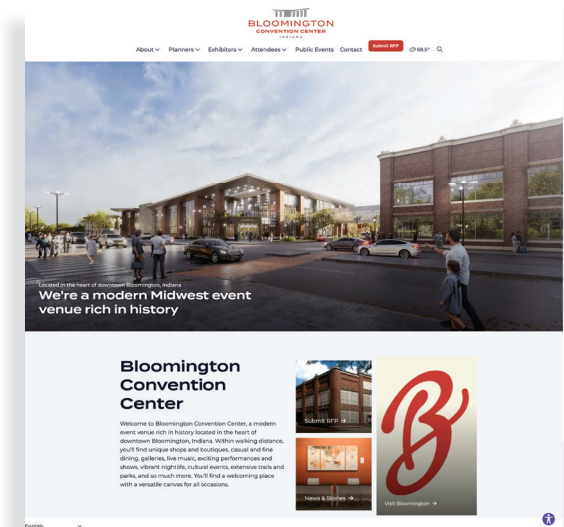 BLOOMINGTON
CONVENTION CENTER
INDIANA
About Planners Exhibitors Attendees Public Events Contact Submit RFP 68.5°
Located in the heart of downtown Bloomington, Indiana
We're a modern Midwest event
venue rich in history
Bloomington
Convention
Center
Welcome to Bloomington Convention Center, a modern
event venue rich in history located in the heart of
downtown Bloomington, Indiana. Within walking distance,
you'll find unique shops and boutiques, casual and fine
dining, galleries, live music, exciting performances and
shows, vibrant nightlife, cultural events, extensive trails and
parks, and so much more. You'll find a welcoming place
with a versatile canvas for all occasions.
Submit RFP →
News & Stories →
B
Visit Bloomington →
English